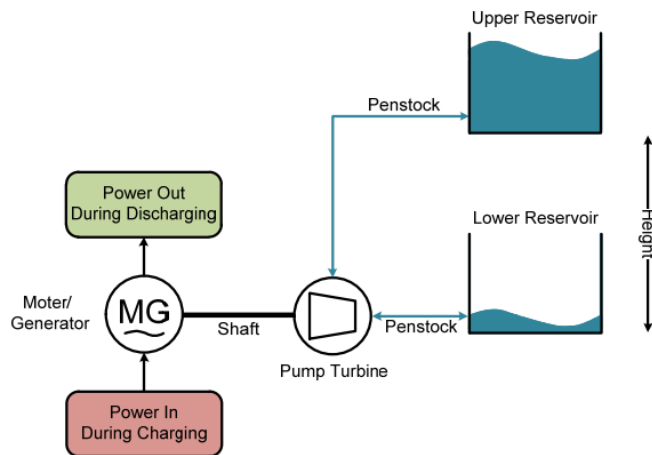 Upper Reservoir
Penstock
Power Out
During Discharging
Lower Reservoir
Height
Moter/
Generator
MG
Shaft
Penstock
Pump Turbine
Power In
During Charging